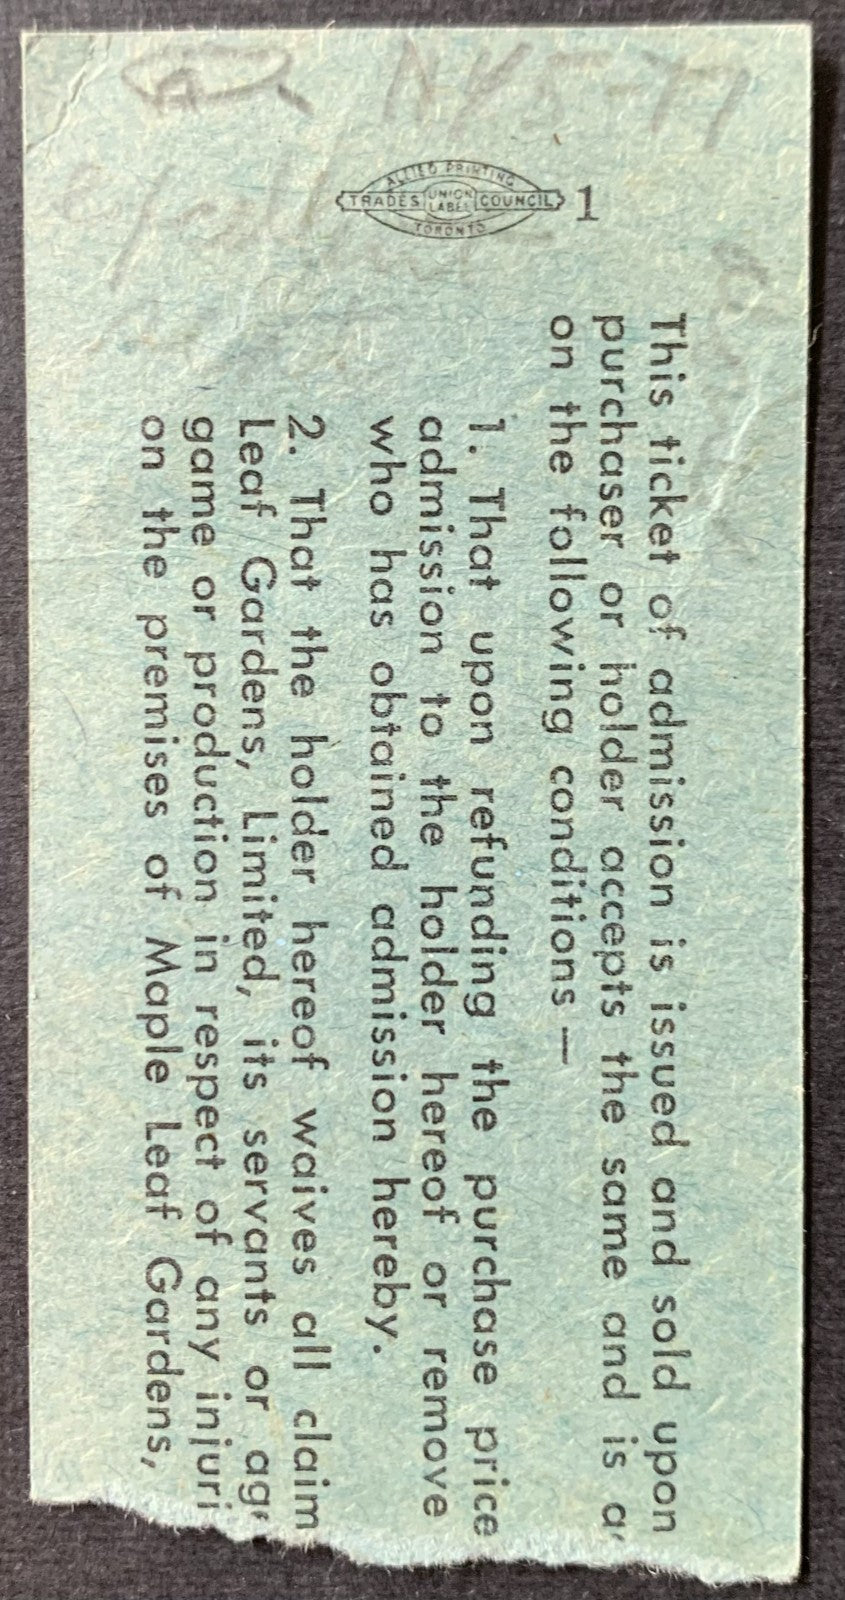 ALLIED PRINTING
TRADES UNION LABEL COUNCIL
TORONTO
1
This ticket of admission is issued and sold upon
purchaser or holder accepts the same and is
on the following conditions —
1. That upon refunding the purchase price
admission to the holder hereof or remove
who has obtained admission hereby.
2. That the holder hereof waives all claim
Leaf Gardens, Limited, its servants or
game or production in respect of any
on the premises of Maple Leaf Gardens,